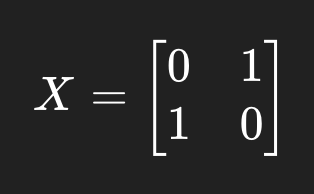 X = [0 1
1 0]